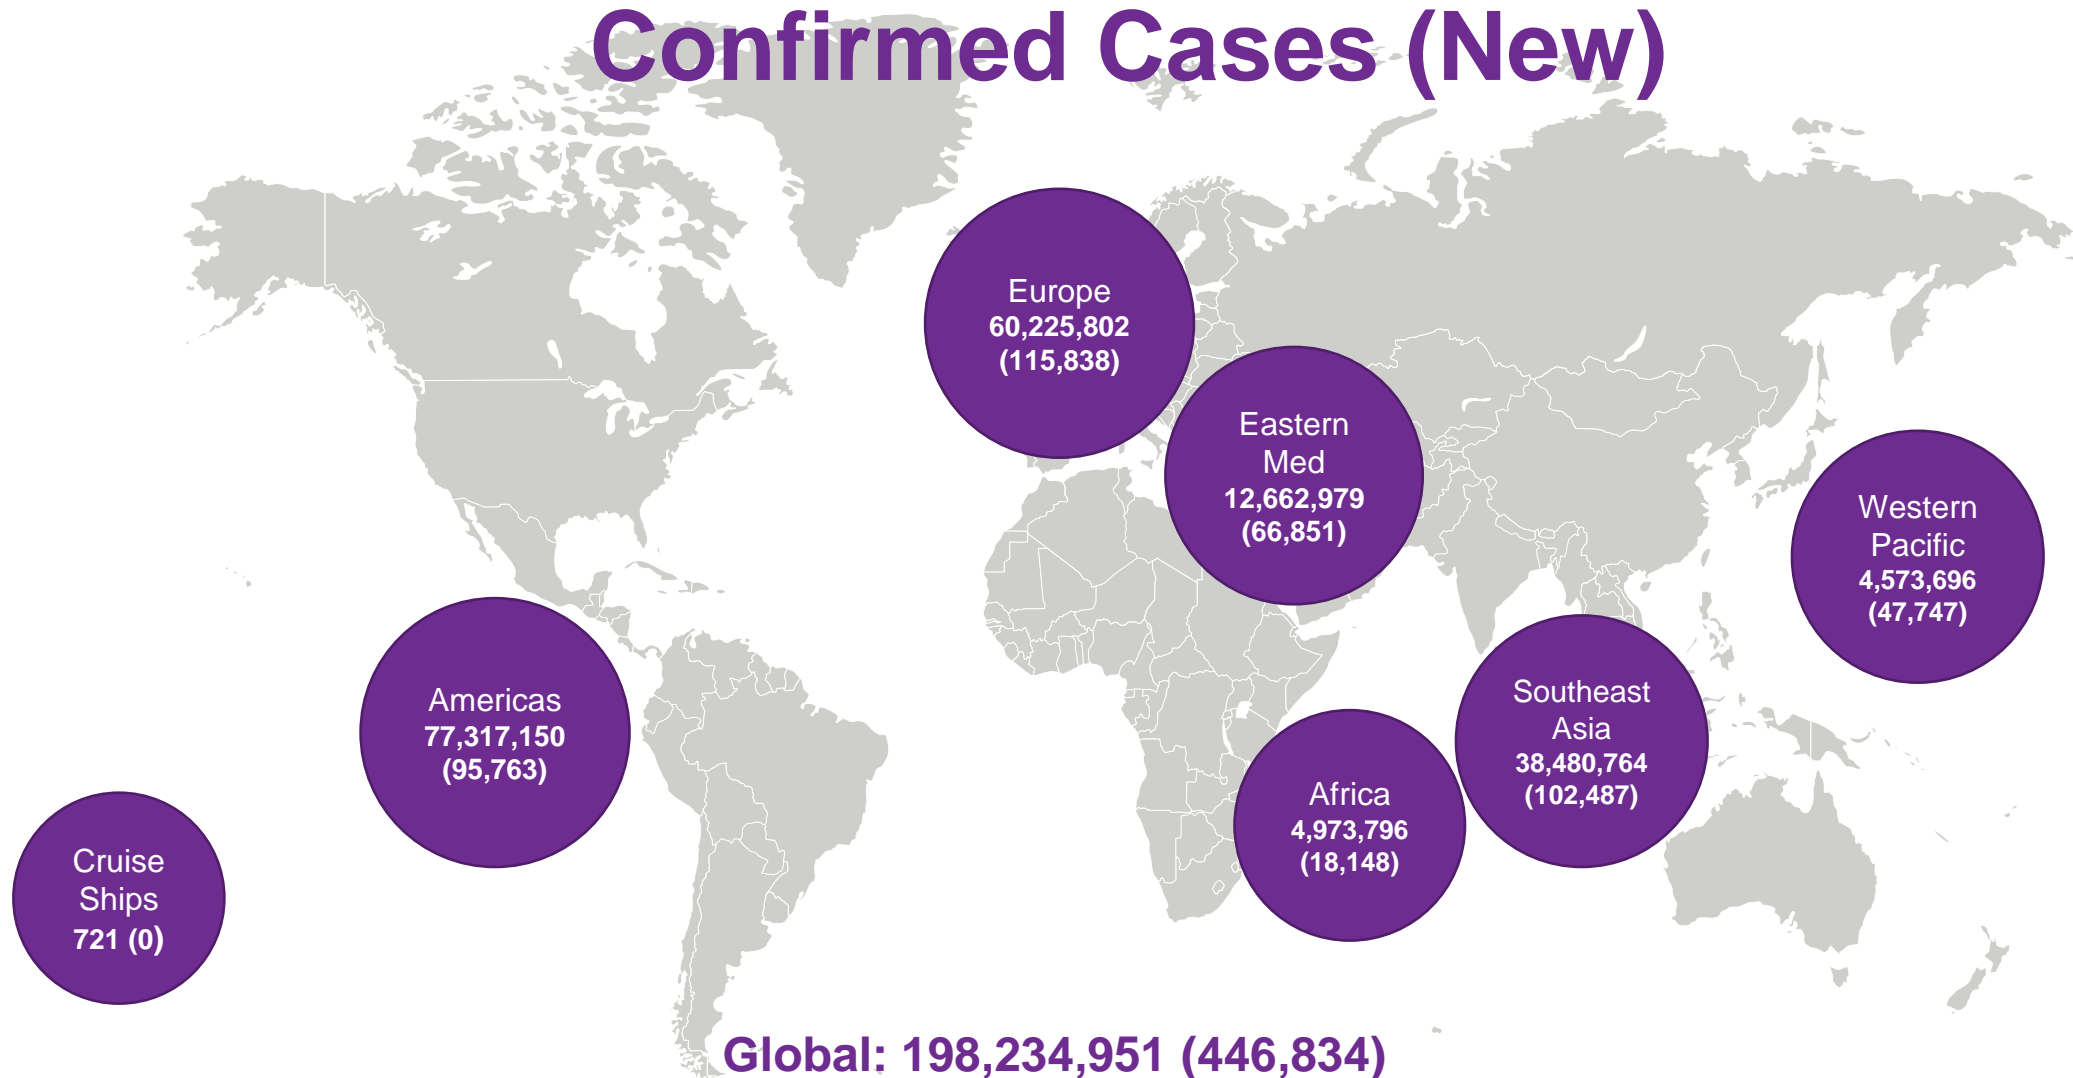 Confirmed Cases (New)
Europe
60,225,802
(115,838)
Eastern
Med
12,662,979
(66,851)
Western
Pacific
4,573,696
(47,747)
Americas
77,317,150
(95,763)
Southeast
Asia
38,480,764
(102,487)
Africa
4,973,796
(18,148)
Cruise
Ships
721 (0)
Global: 198,234,951 (446,834)